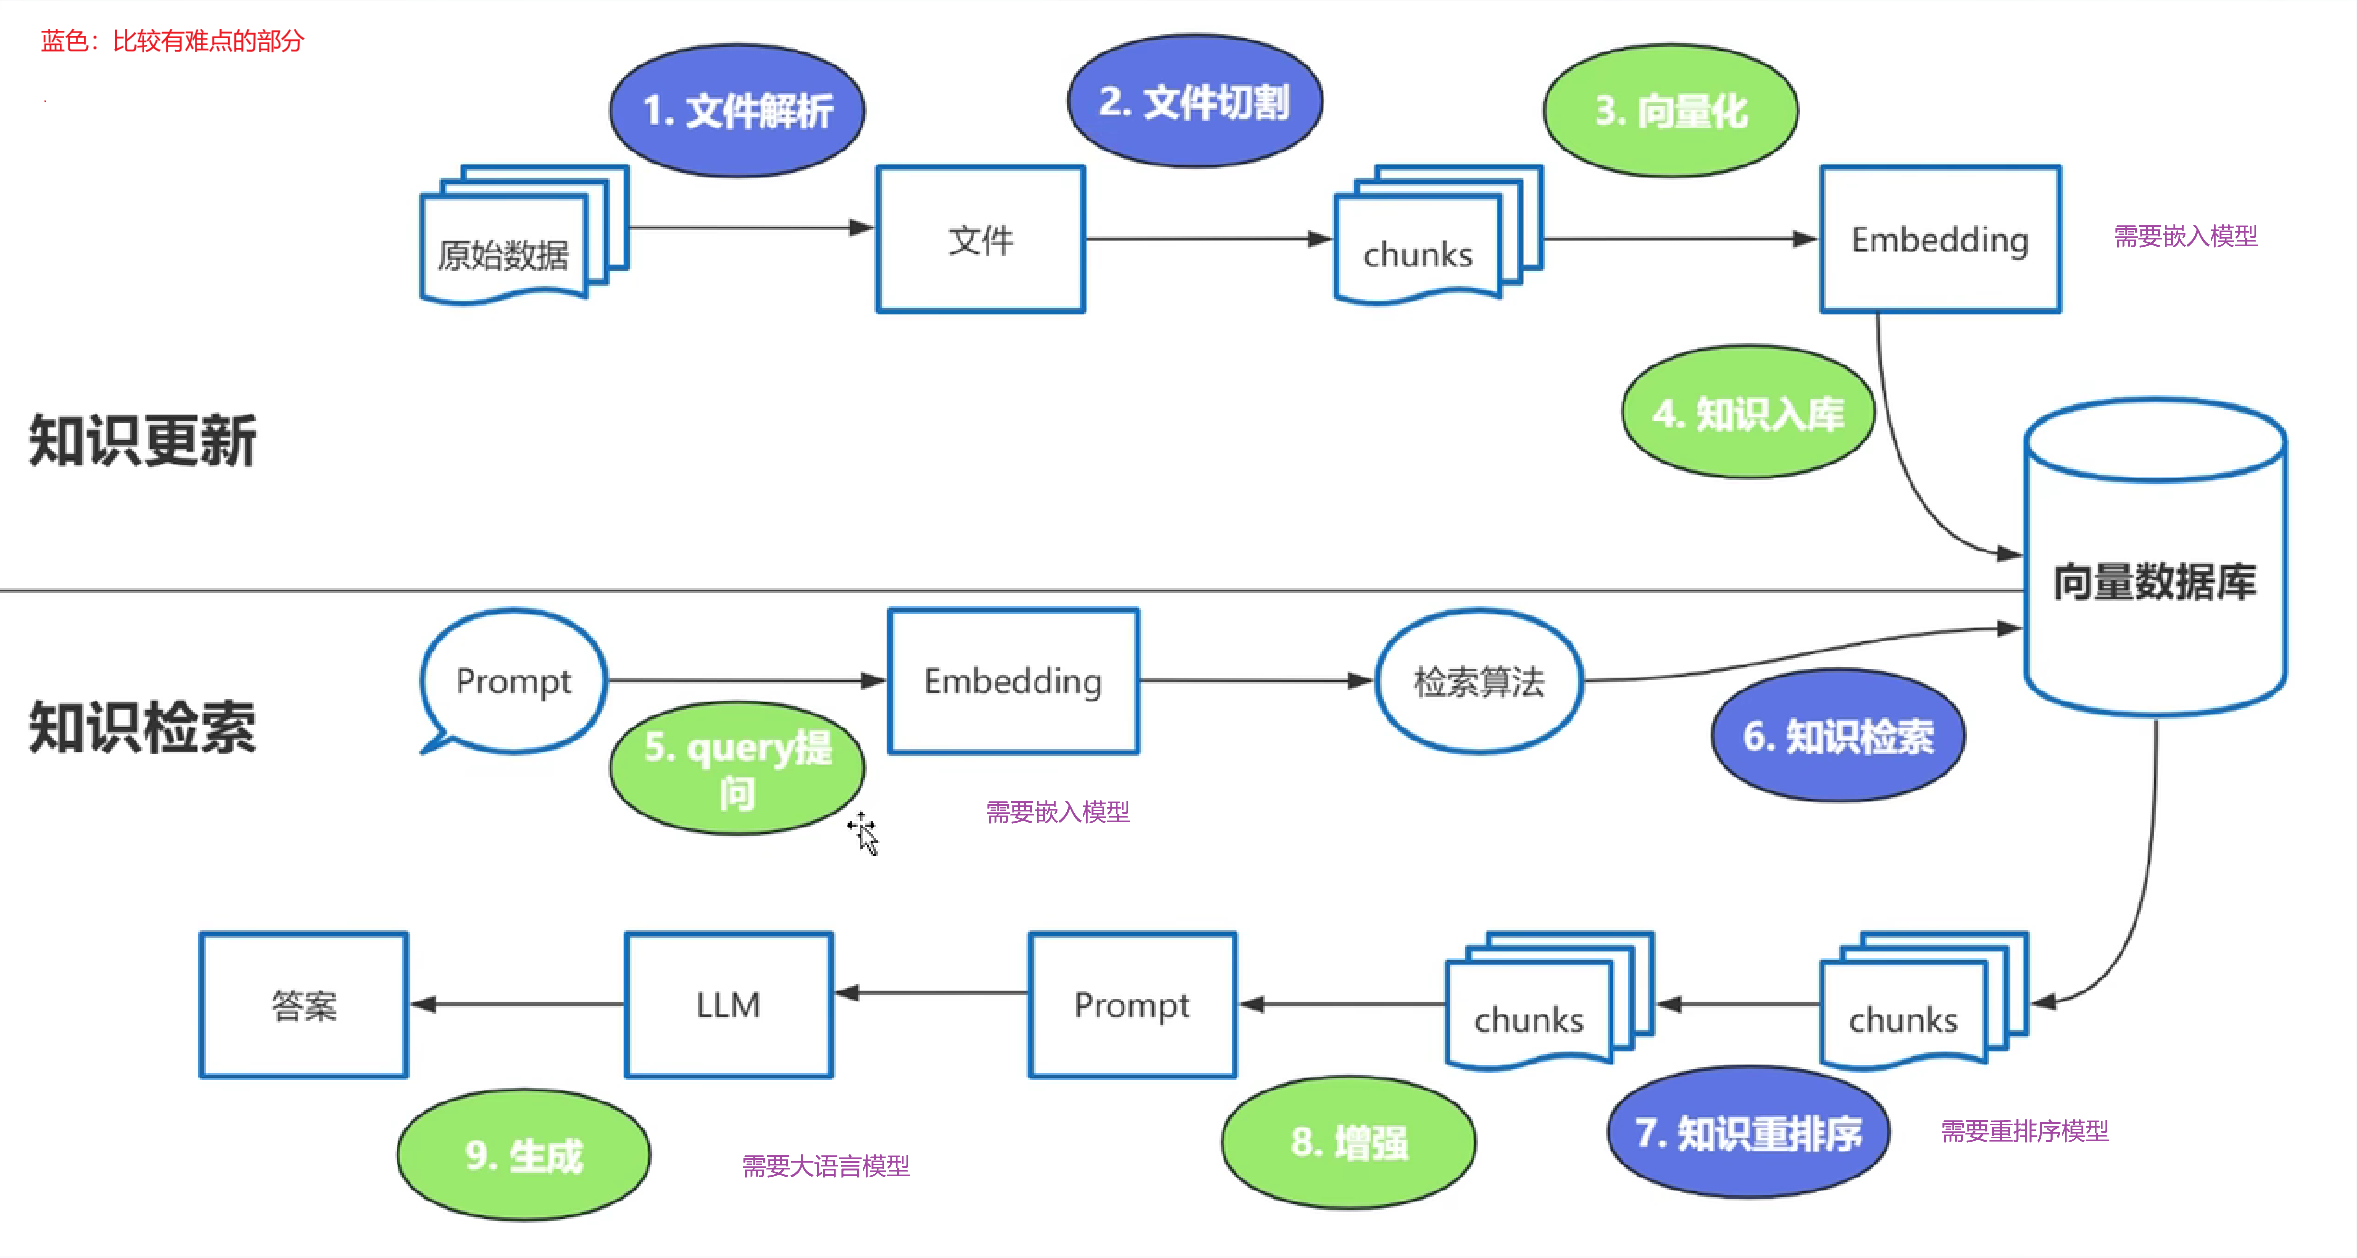 蓝色：比较有难点的部分
1. 文件解析
2. 文件切割
3. 向量化
原始数据
文件
chunks
Embedding
需要嵌入模型
4. 知识入库
知识更新
向量数据库
知识检索
Prompt
Embedding
检索算法
5. query提
问
6. 知识检索
需要嵌入模型
答案
LLM
Prompt
chunks
chunks
9. 生成
需要大语言模型
8. 增强
7. 知识重排序
需要重排序模型